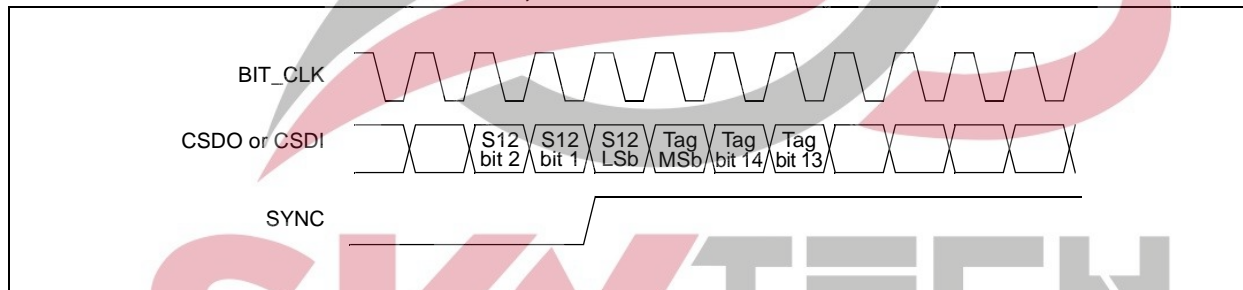 BIT_CLK
CSDO or CSDI
S12 bit 2
S12 bit 1
S12 LSb
Tag MSb
Tag bit 14
Tag bit 13
SYNC